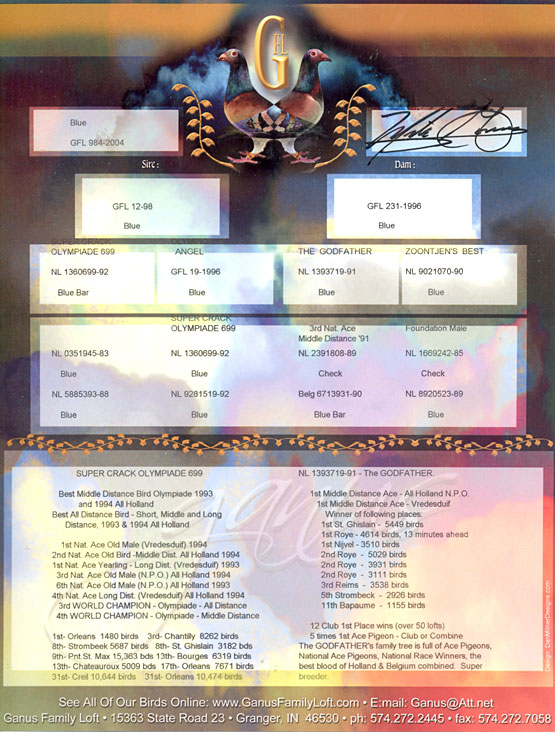 GFL
Blue
GFL 984-2004
Sire :
Dam :
GFL 12-98
Blue
GFL 231-1996
Blue
SUPER CRACK
OLYMPIADE 699
NL 1360699-92
Blue Bar
OLYMPIC
ANGEL
GFL 19-1996
Blue
THE GODFATHER
NL 1393719-91
Blue
ZOONTJEN'S BEST
NL 9021070-90
Blue
NL 0351945-83
Blue
NL 5885393-88
Blue
SUPER CRACK
OLYMPIADE 699
NL 1360699-92
Blue
NL 9281519-92
Blue
3rd Nat. Ace
Middle Distance '91
NL 2391808-89
Check
Belg 6713931-90
Blue Bar
Foundation Male
NL 1669242-85
Check
NL 8920523-89
Blue
SUPER CRACK OLYMPIADE 699
Best Middle Distance Bird Olympiade 1993
and 1994 All Holland
Best All Distance Bird - Short, Middle and Long
Distance, 1993 & 1994 All Holland
1st Nat. Ace Old Male (Vredesduif) 1994
2nd Nat. Ace Old Bird -Middle Dist. All Holland 1994
1st Nat. Ace Yearling - Long Dist. (Vredesduif) 1993
3rd Nat. Ace Old Male (N.P.O.) All Holland 1994
6th Nat. Ace Old Male (N.P.O.) All Holland 1993
4th Nat. Ace Long Dist. (Vredesduif) All Holland 1994
3rd WORLD CHAMPION - Olympiade - All Distance
4th WORLD CHAMPION - Olympiade - Middle Distance
1st- Orleans 1480 birds 3rd- Chantilly 8262 birds
8th- Strombeek 5687 birds 8th- St. Ghislain 3182 bds
9th- Pnt St. Max 15,363 bds 13th- Bourges 6319 birds
13th- Chateauroux 5009 bds 17th- Orleans 7671 birds
31st- Creil 10,644 birds 31st- Orleans 10,474 birds
NL 1393719-91 - The GODFATHER.
1st Middle Distance Ace - All Holland N.P.O.
1st Middle Distance Ace - Vredesduif
Winner of following places:
1st St. Ghislain - 5449 birds
1st Roye - 4614 birds, 13 minutes ahead
1st Nijvel - 3510 birds
2nd Roye - 5029 birds
2nd Roye - 3931 birds
2nd Roye - 3111 birds
3rd Reims - 3538 birds
5th Strombeck - 2926 birds
11th Bapaume - 1155 birds
12 Club 1st Place wins (over 50 lofts)
5 times 1st Ace Pigeon - Club or Combine
The GODFATHER's family tree is full of Ace Pigeons,
National Ace Pigeons, National Race Winners, the
best blood of Holland & Belgium combined. Super
breeder.
See All Of Our Birds Online: www.GanusFamilyLoft.com • E:mail: Ganus@Att.net
Ganus Family Loft • 15363 State Road 23 • Granger, IN 46530 • ph: 574.272.2445 • fax: 574.272.7058